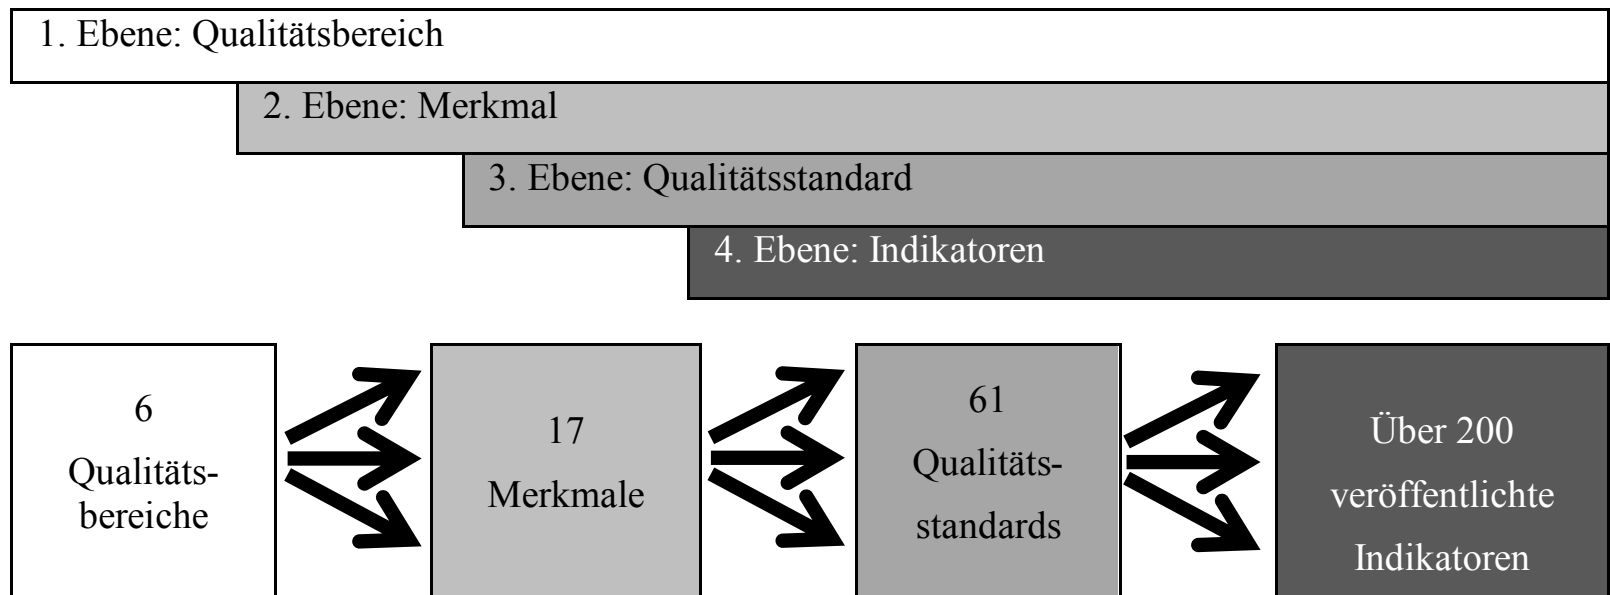 1. Ebene: Qualitätsbereich
2. Ebene: Merkmal
3. Ebene: Qualitätsstandard
4. Ebene: Indikatoren
6
Qualitäts-
bereiche
17
Merkmale
61
Qualitäts-
standards
Über 200
veröffentlichte
Indikatoren